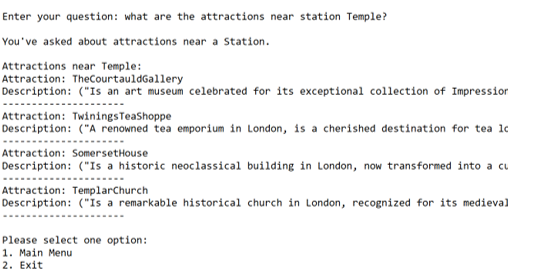 Enter your question: what are the attractions near station Temple?
You've asked about attractions near a Station.
Attractions near Temple:
Attraction: TheCourtauldGallery
Description: ("Is an art museum celebrated for its exceptional collection of Impression
---------------------
Attraction: TwiningsTeaShoppe
Description: ("A renowned tea emporium in London, is a cherished destination for tea lo
---------------------
Attraction: SomersetHouse
Description: ("Is a historic neoclassical building in London, now transformed into a cu
---------------------
Attraction: TemplarChurch
Description: ("Is a remarkable historical church in London, recognized for its medieval
---------------------
Please select one option:
1. Main Menu
2. Exit